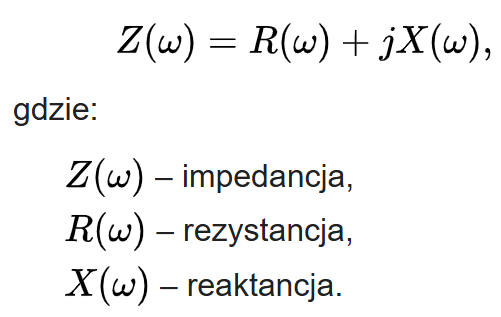 Z(ω) = R(ω) + jX(ω),
gdzie:
Z(ω) – impedancja,
R(ω) – rezystancja,
X(ω) – reaktancja.